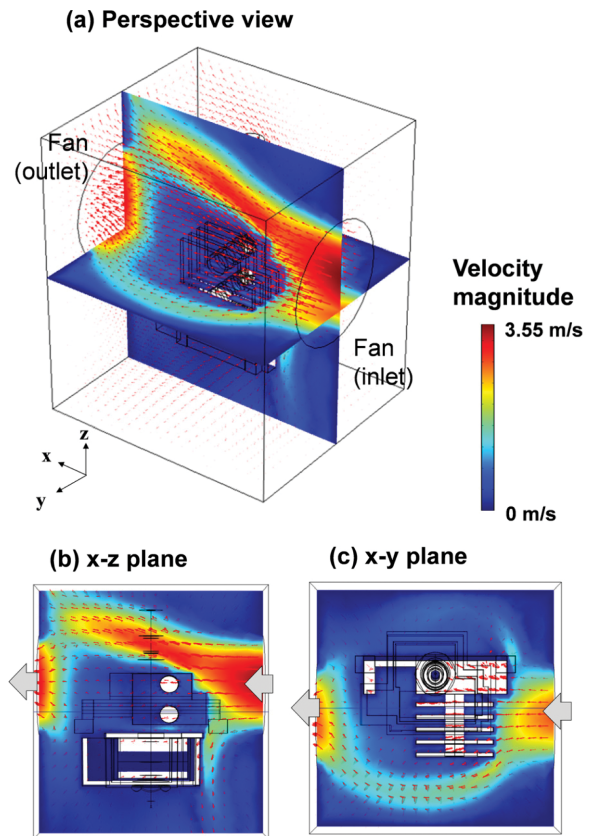 (a) Perspective view
Fan
(outlet)
Velocity
magnitude
3.55 m/s
0 m/s
Fan
(inlet)
z
x
y
(b) x-z plane
(c) x-y plane